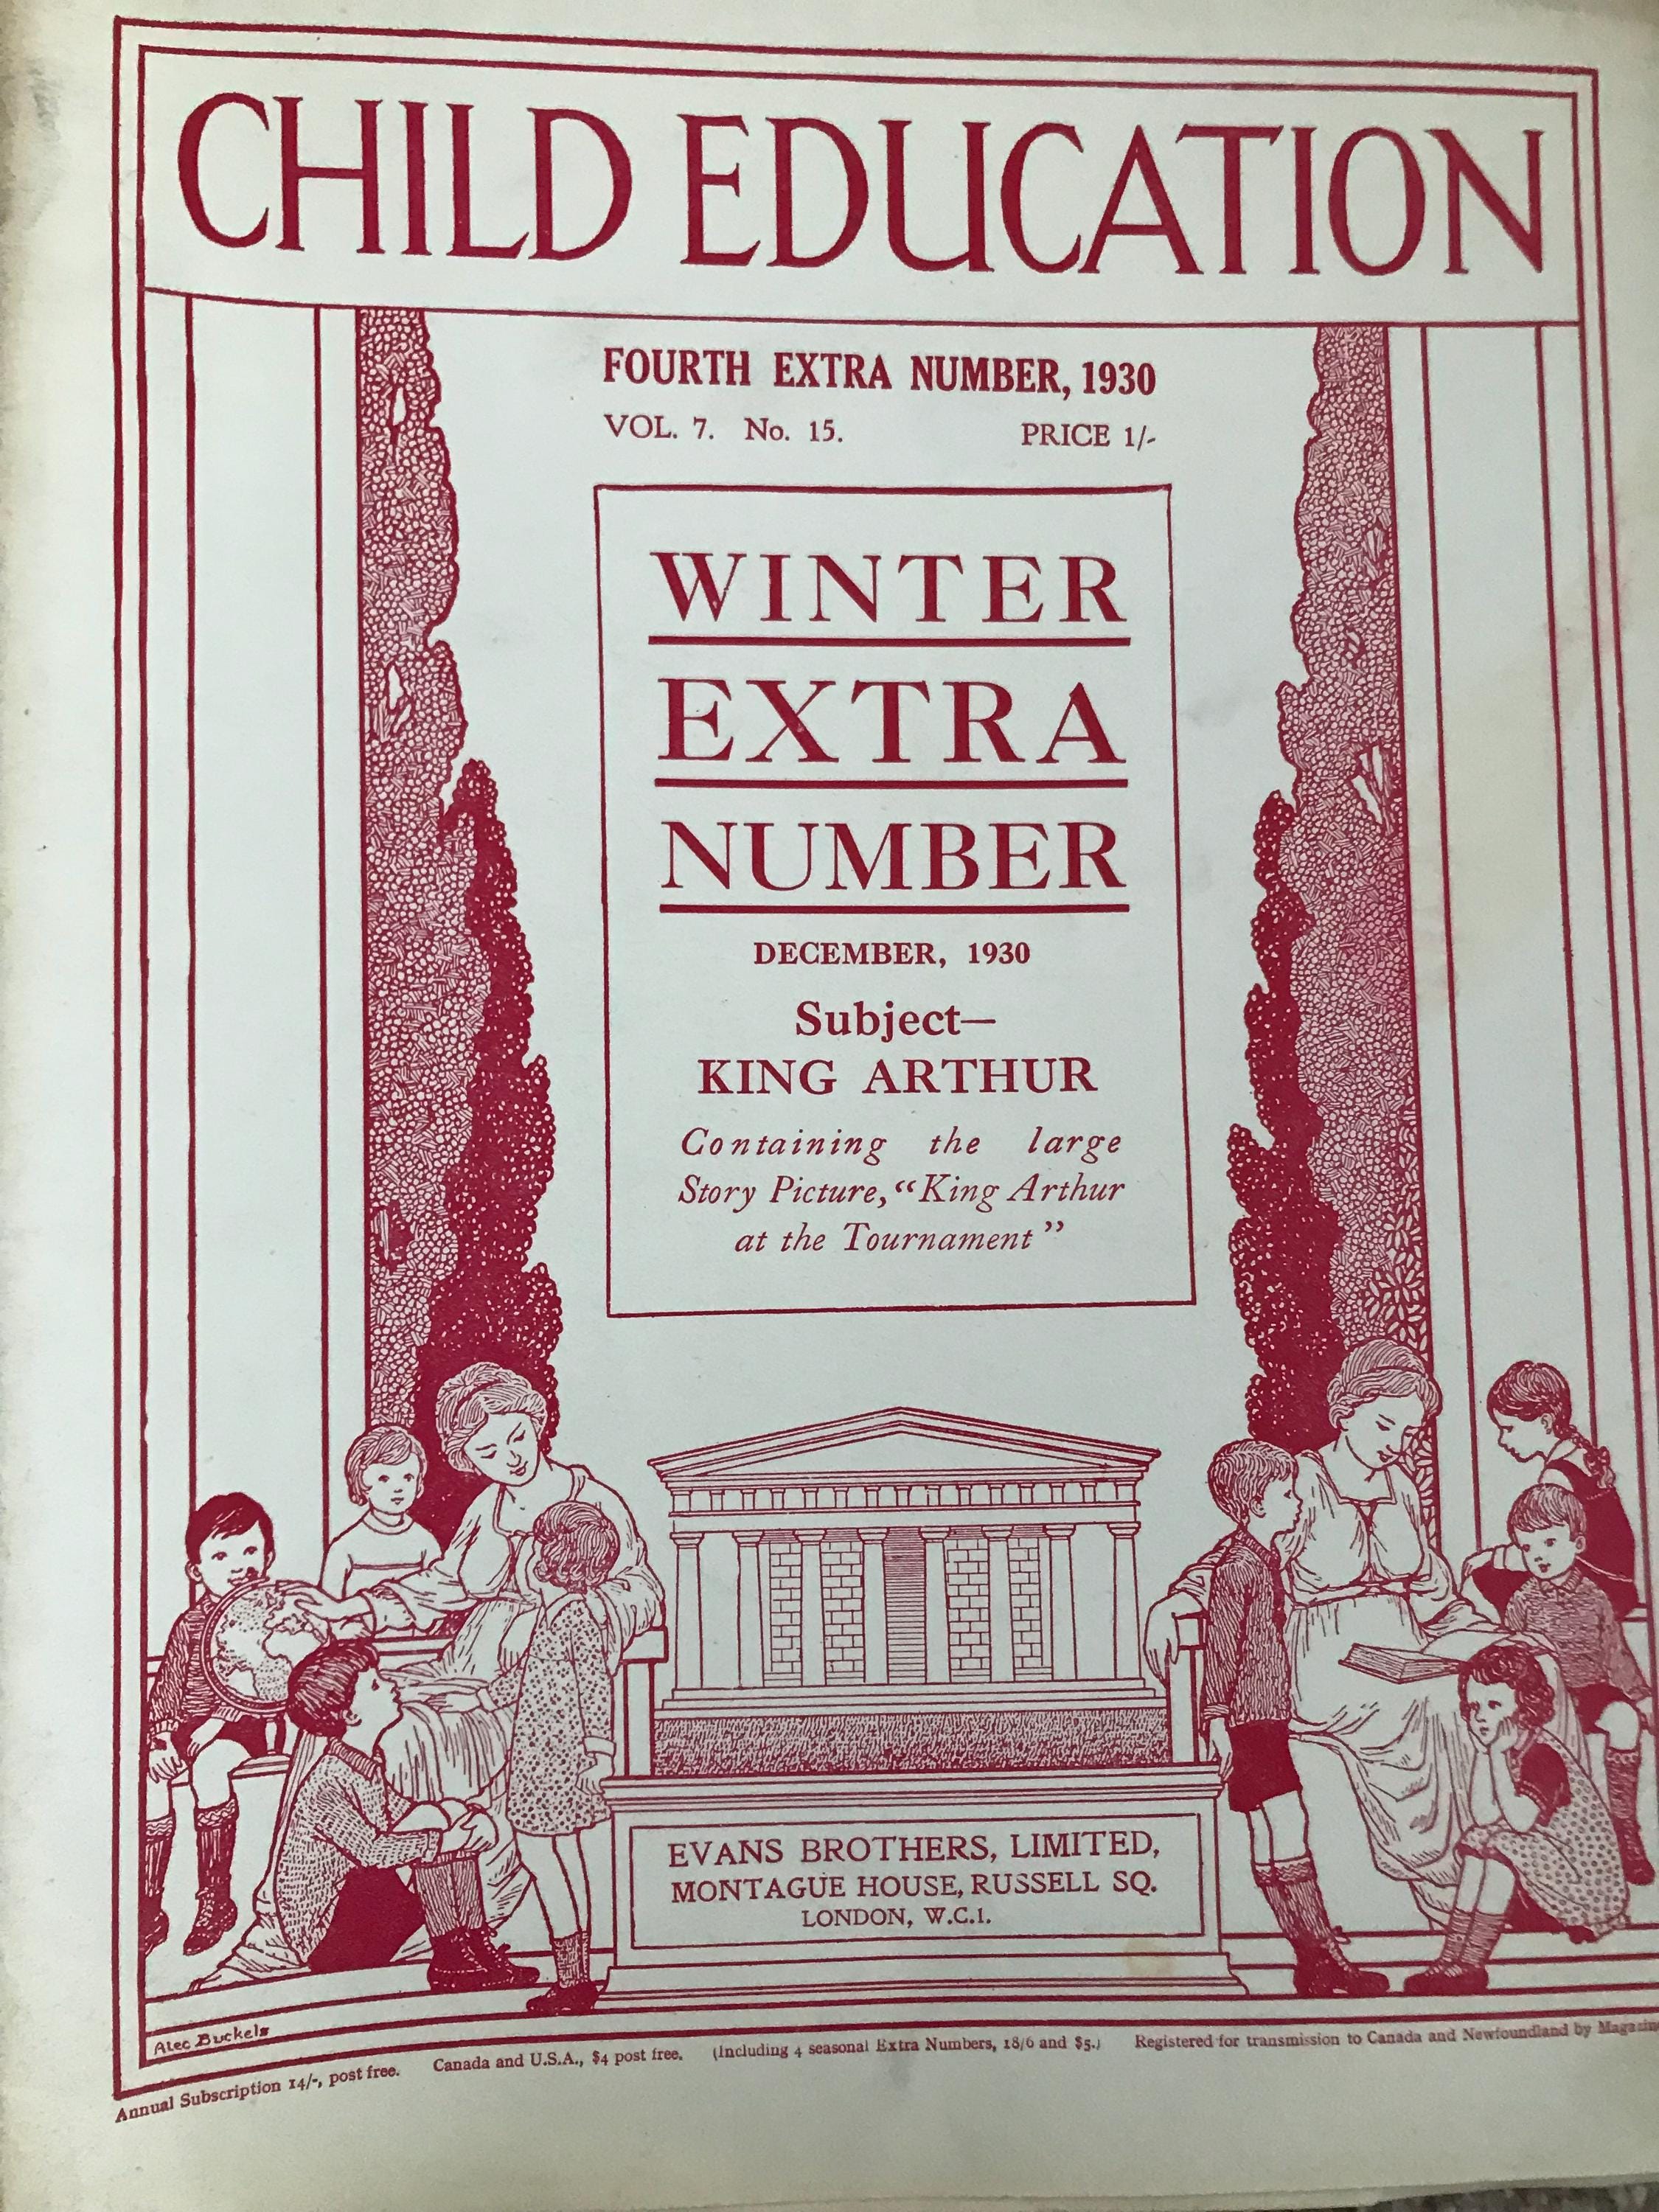 CHILD EDUCATION
FOURTH EXTRA NUMBER, 1930
VOL. 7. No. 15. PRICE 1/-
WINTER
EXTRA
NUMBER
DECEMBER, 1930
Subject—
KING ARTHUR
Containing the large
Story Picture, “King Arthur
at the Tournament”
EVANS BROTHERS, LIMITED,
MONTAGUE HOUSE, RUSSELL SQ.
LONDON, W.C.1.
Alec Buckels
Annual Subscription 14/-, post free. Canada and U.S.A., $4 post free. (Including 4 seasonal Extra Numbers, 18/6 and $5.) Registered for transmission to Canada and Newfoundland by